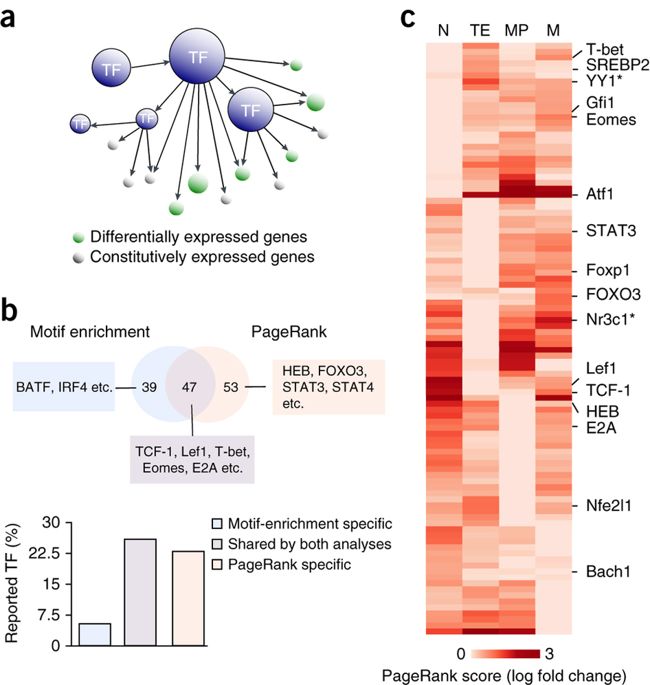 a
TF
TF
TF
TF
TF
Differentially expressed genes
Constitutively expressed genes
b
Motif enrichment
PageRank
BATF, IRF4 etc.
39
47
53
HEB, FOXO3,
STAT3, STAT4
etc.
TCF-1, Lef1, T-bet,
Eomes, E2A etc.
Reported TF (%)
30
22.5
15
7.5
0
Motif-enrichment specific
Shared by both analyses
PageRank specific
c
N TE MP M
T-bet
SREBP2
YY1*
Gfi1
Eomes
Atf1
STAT3
Foxp1
FOXO3
Nr3c1*
Lef1
TCF-1
HEB
E2A
Nfe2l1
Bach1
0 3
PageRank score (log fold change)